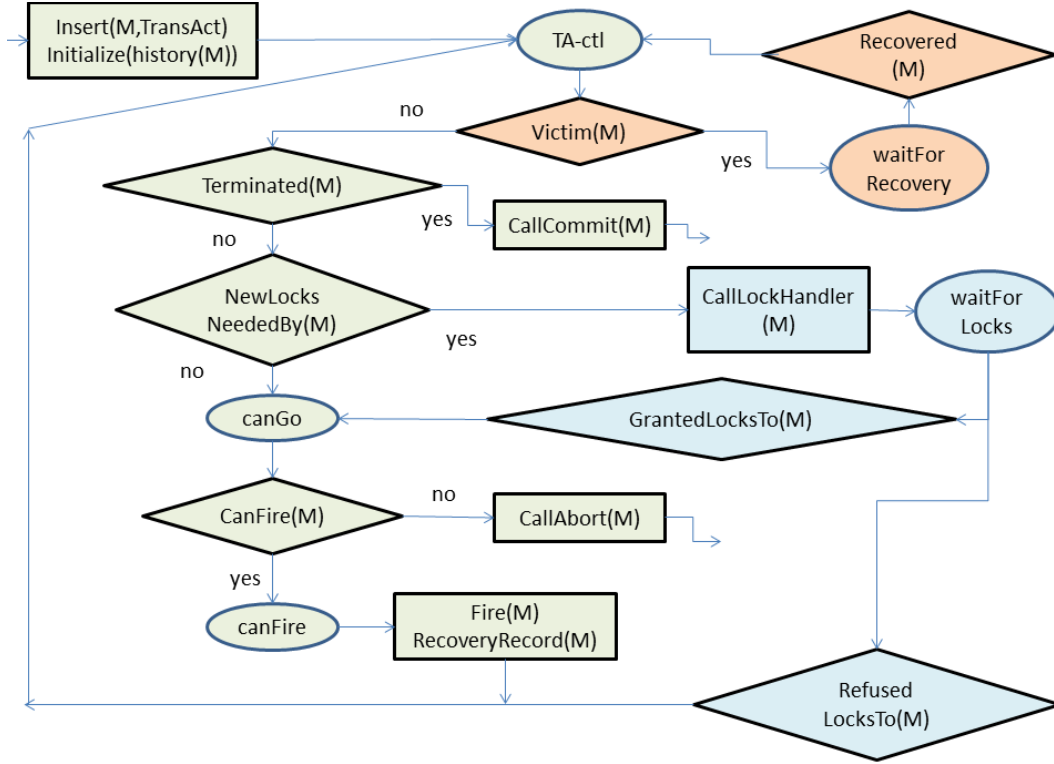 Insert(M,TransAct)
Initialize(history(M))
TA-ctl
Recovered
(M)
no
Victim(M)
yes
waitFor
Recovery
Terminated(M)
yes
CallCommit(M)
no
NewLocks
NeededBy(M)
yes
CallLockHandler
(M)
waitFor
Locks
no
canGo
GrantedLocksTo(M)
CanFire(M)
no
CallAbort(M)
yes
canFire
Fire(M)
RecoveryRecord(M)
Refused
LocksTo(M)